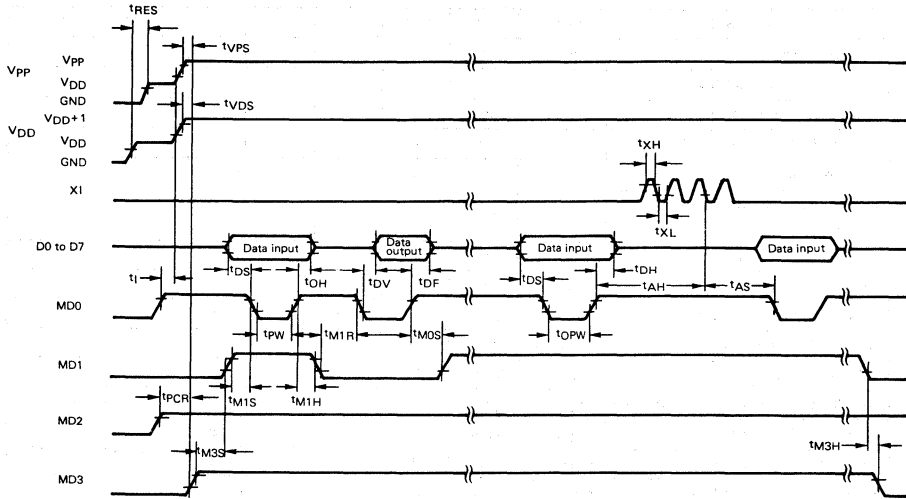 tRES
tVPS
VPP
VPP
VDD
GND
tVDS
VDD+1
VDD
VDD
GND
tXH
XI
tXL
D0 to D7
Data input
Data output
Data input
Data input
tI
tDS
tOH
tDV
tDF
tDS
tDH
tAH
tAS
MD0
tPW
tM1R
tM0S
tOPW
MD1
tPCR
tM1S
tM1H
MD2
tM3S
tM3H
MD3